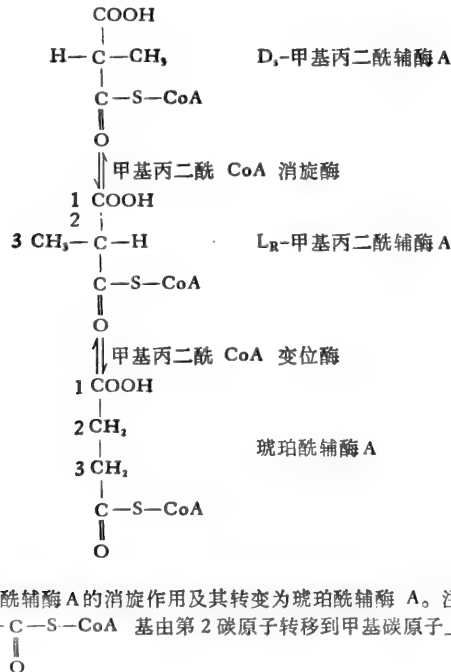 COOH
H—C—CH₃ Dₛ-甲基丙二酰辅酶A
C—S—CoA
O
甲基丙二酰 CoA 消旋酶
1 COOH
2
3 CH₃—C—H L_R-甲基丙二酰辅酶A
C—S—CoA
O
甲基丙二酰 CoA 变位酶
1 COOH
2 CH₂
琥珀酰辅酶A
3 CH₂
C—S—CoA
O
酰辅酶A的消旋作用及其转变为琥珀酰辅酶 A。注
—C—S—CoA 基由第2碳原子转移到甲基碳原子上
O